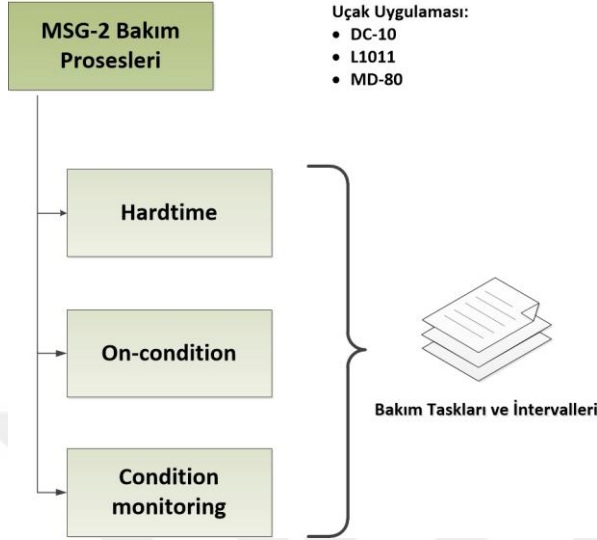 MSG-2 Bakım
Prosesleri
Uçak Uygulaması:
• DC-10
• L1011
• MD-80
Hardtime
On-condition
Condition
monitoring
Bakım Taskları ve İntervalleri